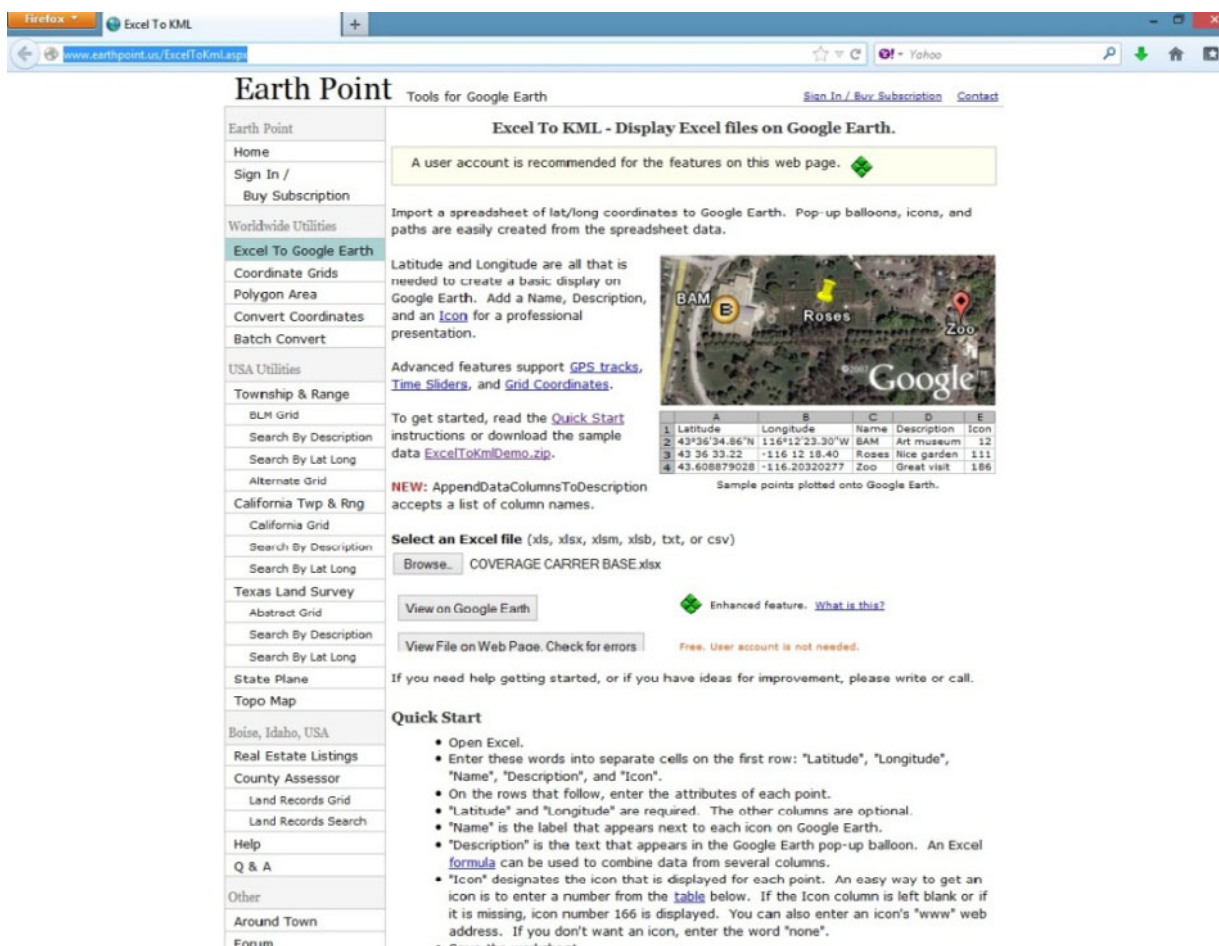 Firefox
Excel To KML
+
www.earthpoint.us/ExcelToKml.aspx
Yahoo
Earth Point
Tools for Google Earth
Sign In / Buy Subscription
Contact
Earth Point
Home
Sign In /
Buy Subscription
Worldwide Utilities
Excel To Google Earth
Coordinate Grids
Polygon Area
Convert Coordinates
Batch Convert
USA Utilities
Township & Range
BLM Grid
Search By Description
Search By Lat Long
Alternate Grid
California Twp & Rng
California Grid
Search By Description
Search By Lat Long
Texas Land Survey
Abstract Grid
Search By Description
Search By Lat Long
State Plane
Topo Map
Boise, Idaho, USA
Real Estate Listings
County Assessor
Land Records Grid
Land Records Search
Help
Q & A
Other
Around Town
Forum
Excel To KML - Display Excel files on Google Earth.
A user account is recommended for the features on this web page.
Import a spreadsheet of lat/long coordinates to Google Earth. Pop-up balloons, icons, and
paths are easily created from the spreadsheet data.
Latitude and Longitude are all that is
needed to create a basic display on
Google Earth. Add a Name, Description,
and an Icon for a professional
presentation.
Advanced features support GPS tracks,
Time Sliders, and Grid Coordinates.
To get started, read the Quick Start
instructions or download the sample
data ExcelToKmlDemo.zip.
NEW: AppendDataColumnsToDescription
accepts a list of column names.
BAM
B
Roses
Zoo
©2007 Google
A B C D E
1 Latitude Longitude Name Description Icon
2 43°36'34.86"N 116°12'23.30"W BAM Art museum 12
3 43 36 33.22 -116 12 18.40 Roses Nice garden 111
4 43.608879028 -116.20320277 Zoo Great visit 186
Sample points plotted onto Google Earth.
Select an Excel file (xls, xlsx, xlsm, xlsb, txt, or csv)
Browse_ COVERAGE CARRER BASE.xlsx
View on Google Earth
Enhanced feature. What is this?
View File on Web Page. Check for errors
Free. User account is not needed.
If you need help getting started, or if you have ideas for improvement, please write or call.
Quick Start
• Open Excel.
• Enter these words into separate cells on the first row: "Latitude", "Longitude",
"Name", "Description", and "Icon".
• On the rows that follow, enter the attributes of each point.
• "Latitude" and "Longitude" are required. The other columns are optional.
• "Name" is the label that appears next to each icon on Google Earth.
• "Description" is the text that appears in the Google Earth pop-up balloon. An Excel
formula can be used to combine data from several columns.
• "Icon" designates the icon that is displayed for each point. An easy way to get an
icon is to enter a number from the table below. If the Icon column is left blank or if
it is missing, icon number 166 is displayed. You can also enter an icon's "www" web
address. If you don't want an icon, enter the word "none".